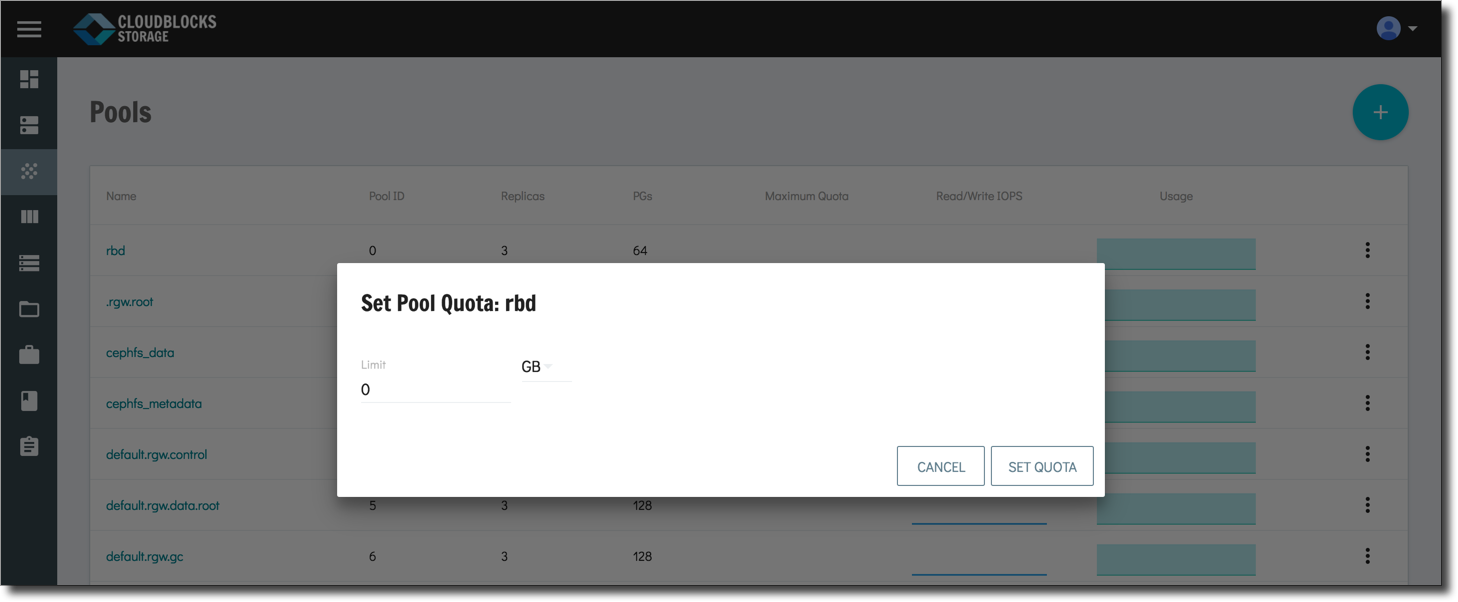 CLOUDBLOCKS
STORAGE
Pools
+
Name Pool ID Replicas PGs Maximum Quota Read/Write IOPS Usage
rbd 0 3 64
.rgw.root
cephfs_data
cephfs_metadata
default.rgw.control
default.rgw.data.root 5 3 128
default.rgw.gc 6 3 128
Set Pool Quota: rbd
Limit
GB
0
CANCEL SET QUOTA